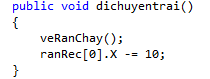 public void dichuyentrai()
{
veRanChay();
ranRec[0].X -= 10;
}